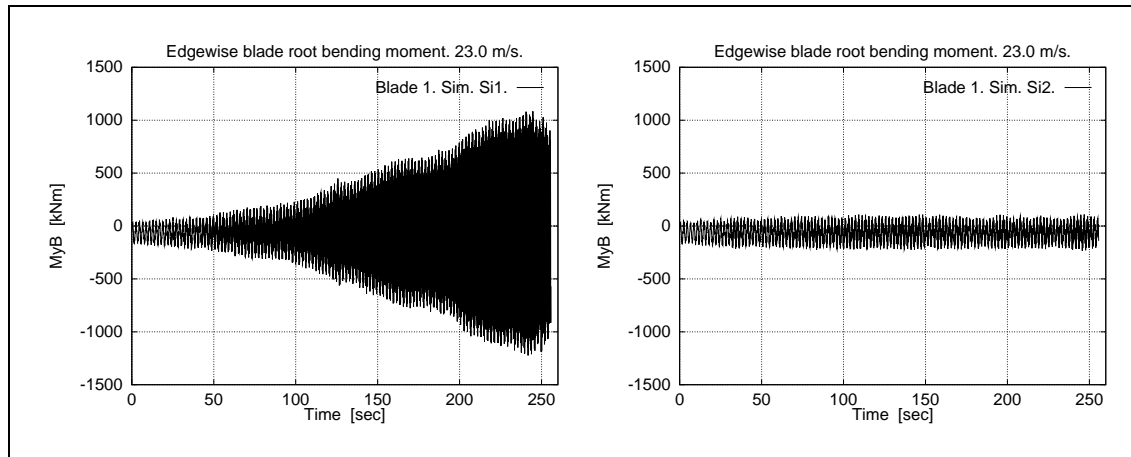 Edgewise blade root bending moment. 23.0 m/s.
1500
1000
500
0
-500
-1000
-1500
MyB [kNm]
Blade 1. Sim. Si1.
0 50 100 150 200 250
Time [sec]
Edgewise blade root bending moment. 23.0 m/s.
1500
1000
500
0
-500
-1000
-1500
MyB [kNm]
Blade 1. Sim. Si2.
0 50 100 150 200 250
Time [sec]